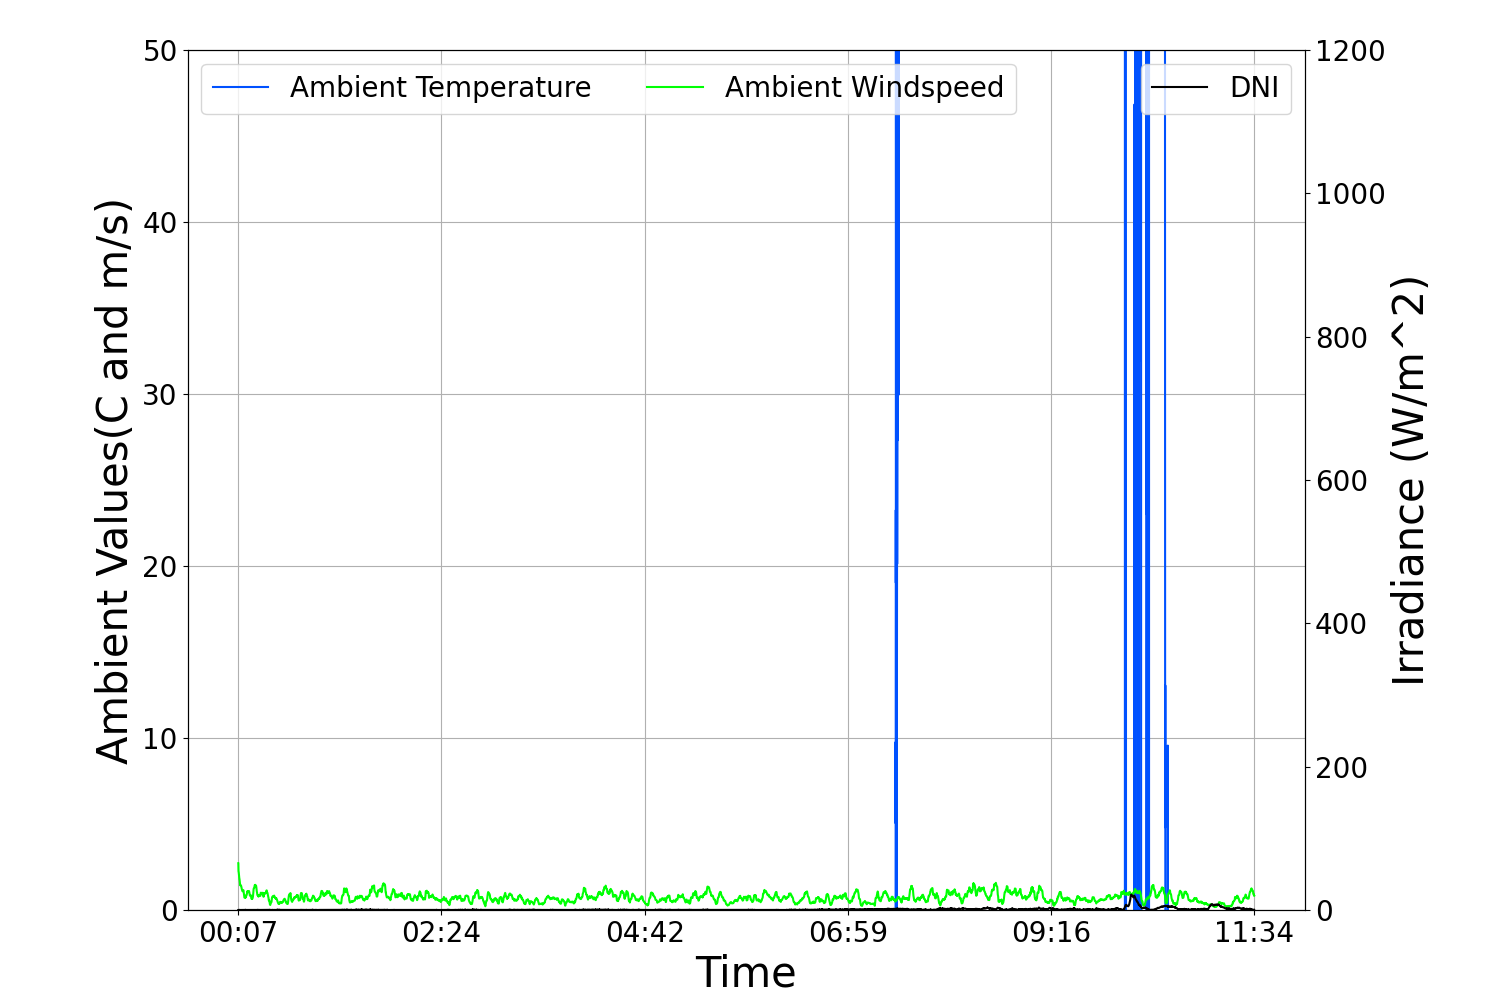 Ambient Temperature
Ambient Windspeed
DNI
Ambient Values(C and m/s)
50
40
30
20
10
0
1200
1000
800
600
400
200
0
Irradiance (W/m^2)
00:07 02:24 04:42 06:59 09:16 11:34
Time